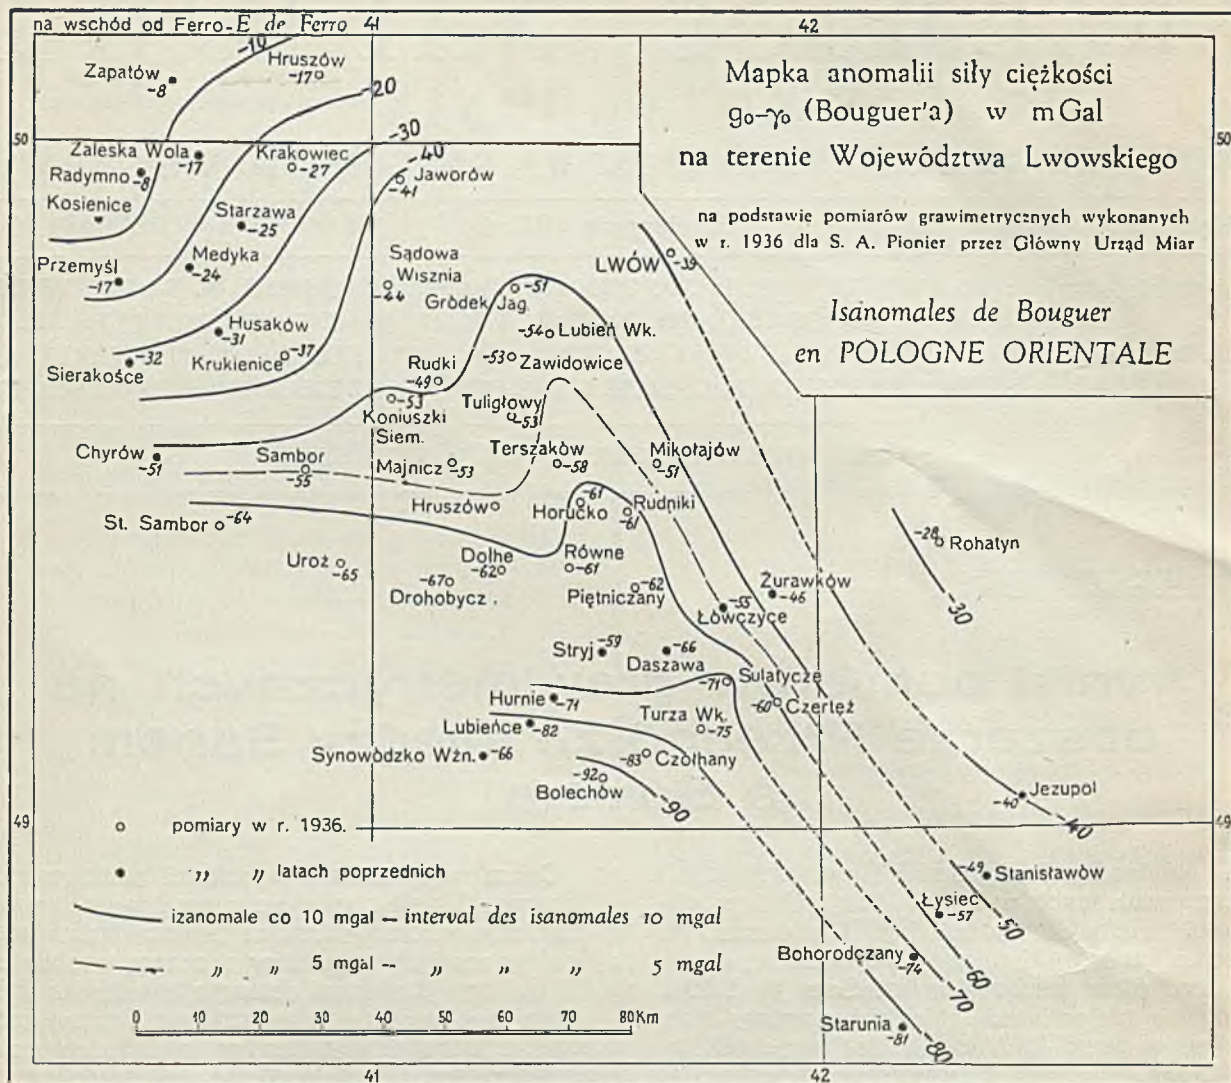 na wschód od Ferro-E de Ferro 41
42
Mapka anomalii siły ciężkości
g₀-γ₀ (Bouguer'a) w mGal
na terenie Województwa Lwowskiego
na podstawie pomiarów grawimetrycznych wykonanych
w r. 1936 dla S. A. Pionier przez Główny Urząd Miar
Isanomales de Bouguer
en POLOGNE ORIENTALE
-10
Hruszów
-17
Zapatów
-8
-20
50
-30
50
Zaleska Wola
-17
Krakowiec
-27
-40
Radymno
-8
Jaworów
-41
Kosienice
Starzawa
-25
Sądowa
Wisznia
-44
LWÓW
-39
Przemyśl
-17
Medyka
-24
Gródek Jag.
-51
Husaków
-31
-54 Lubień Wk.
-32
Sierakośce
Krukienice
-37
Rudki
-49
-53 Zawidowice
-53
Koniuszki
Siem.
Tuligłowy
-53
Chyrów
-51
Sambor
-55
Majnicz
-53
Terszaków
-58
Mikołajów
-51
Hruszów
-61
Horucko
Rudniki
-61
St. Sambor
-64
-28
Rohatyn
Uroż
-65
Dolhe
-62
Równe
-61
-67
Drohobycz
-62
Piętniczany
-55
Łówczyce
Żurawków
-46
-30
Stryj
-59
-66
Daszawa
-71
Sulatycze
Hurnie
-71
-60
Czerteż
Lubieńce
-82
Turza Wk.
-75
Synowódzko Wżn.
-66
-83
Czołhany
-92
Bolechów
-90
Jezupol
-40
-40
49
49
o pomiary w r. 1936.
• " " latach poprzednich
-49
Stanisławów
Łysiec
-57
izanomale co 10 mgal – interval des isanomales 10 mgal
-50
" " 5 mgal – " " " 5 mgal
Bohorodczany
-74
-60
-70
0 10 20 30 40 50 60 70 80 Km
Starunia
-81
-80
41
42